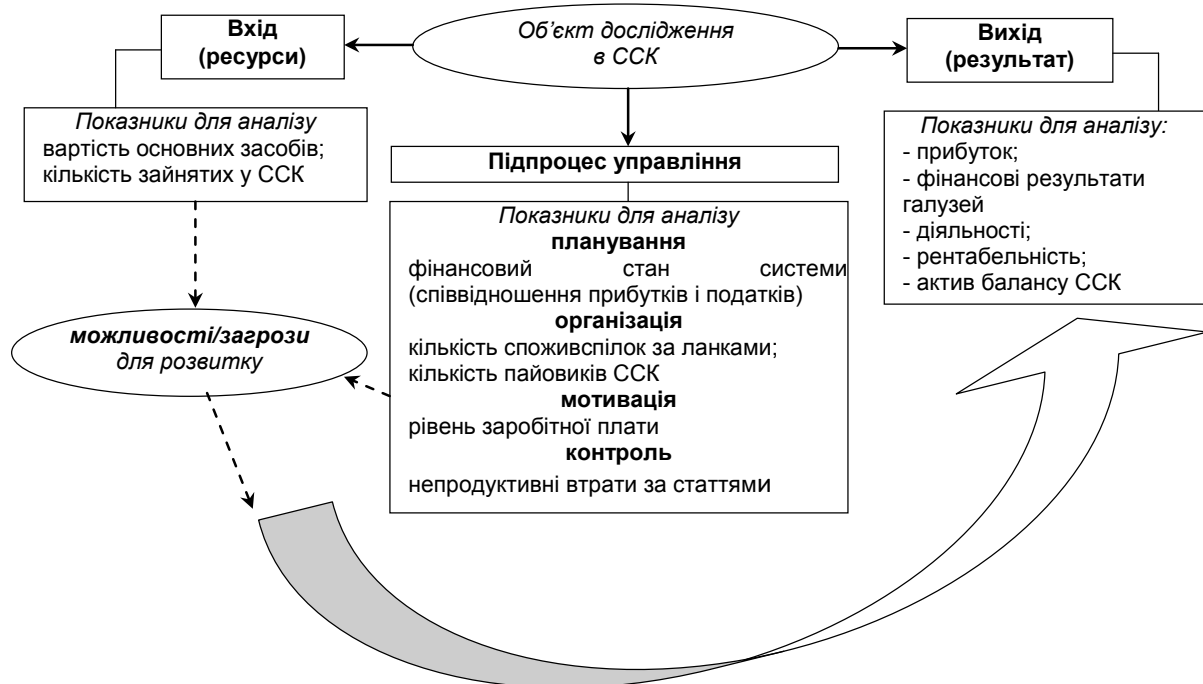 Вхід
(ресурси)
Об’єкт дослідження
в ССК
Вихід
(результат)
Показники для аналізу
вартість основних засобів;
кількість зайнятих у ССК
Підпроцес управління
Показники для аналізу:
- прибуток;
- фінансові результати
галузей
- діяльності;
- рентабельність;
- актив балансу ССК
Показники для аналізу
планування
фінансовий стан системи
(співвідношення прибутків і податків)
організація
кількість споживспілок за ланками;
кількість пайовиків ССК
мотивація
рівень заробітної плати
контроль
непродуктивні втрати за статтями
можливості/загрози
для розвитку